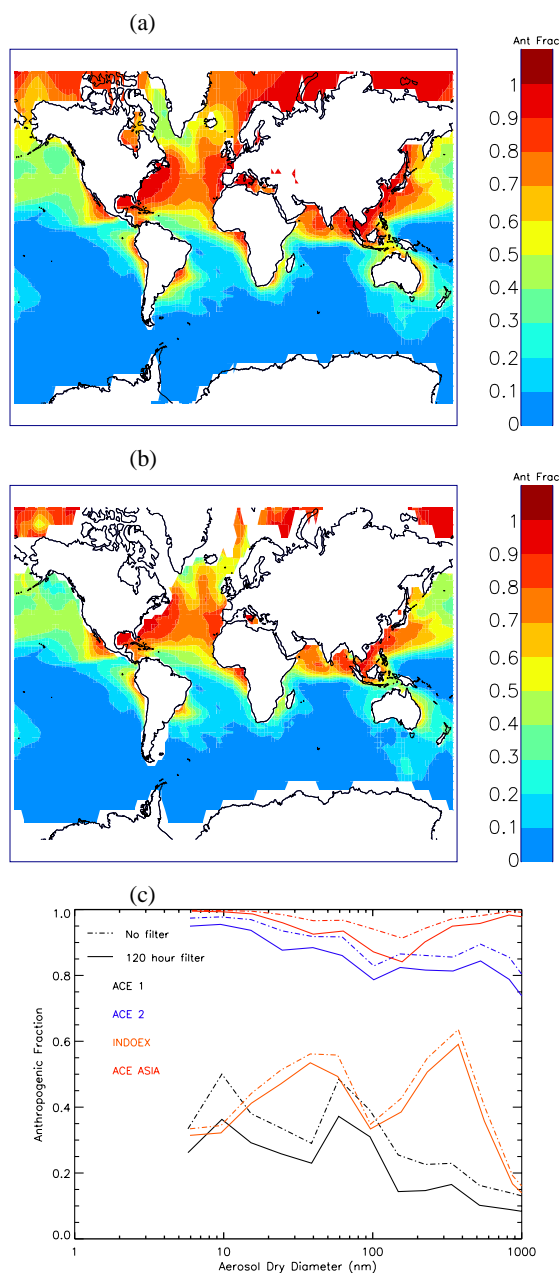 (a)
Ant Frac
1
0.9
0.8
0.7
0.6
0.5
0.4
0.3
0.2
0.1
0
(b)
Ant Frac
1
0.9
0.8
0.7
0.6
0.5
0.4
0.3
0.2
0.1
0
(c)
1.0
0.8
0.6
0.4
0.2
0.0
Anthropogenic Fraction
No filter
120 hour filter
ACE 1
ACE 2
INDOEX
ACE ASIA
1 10 100 1000
Aerosol Dry Diameter (nm)